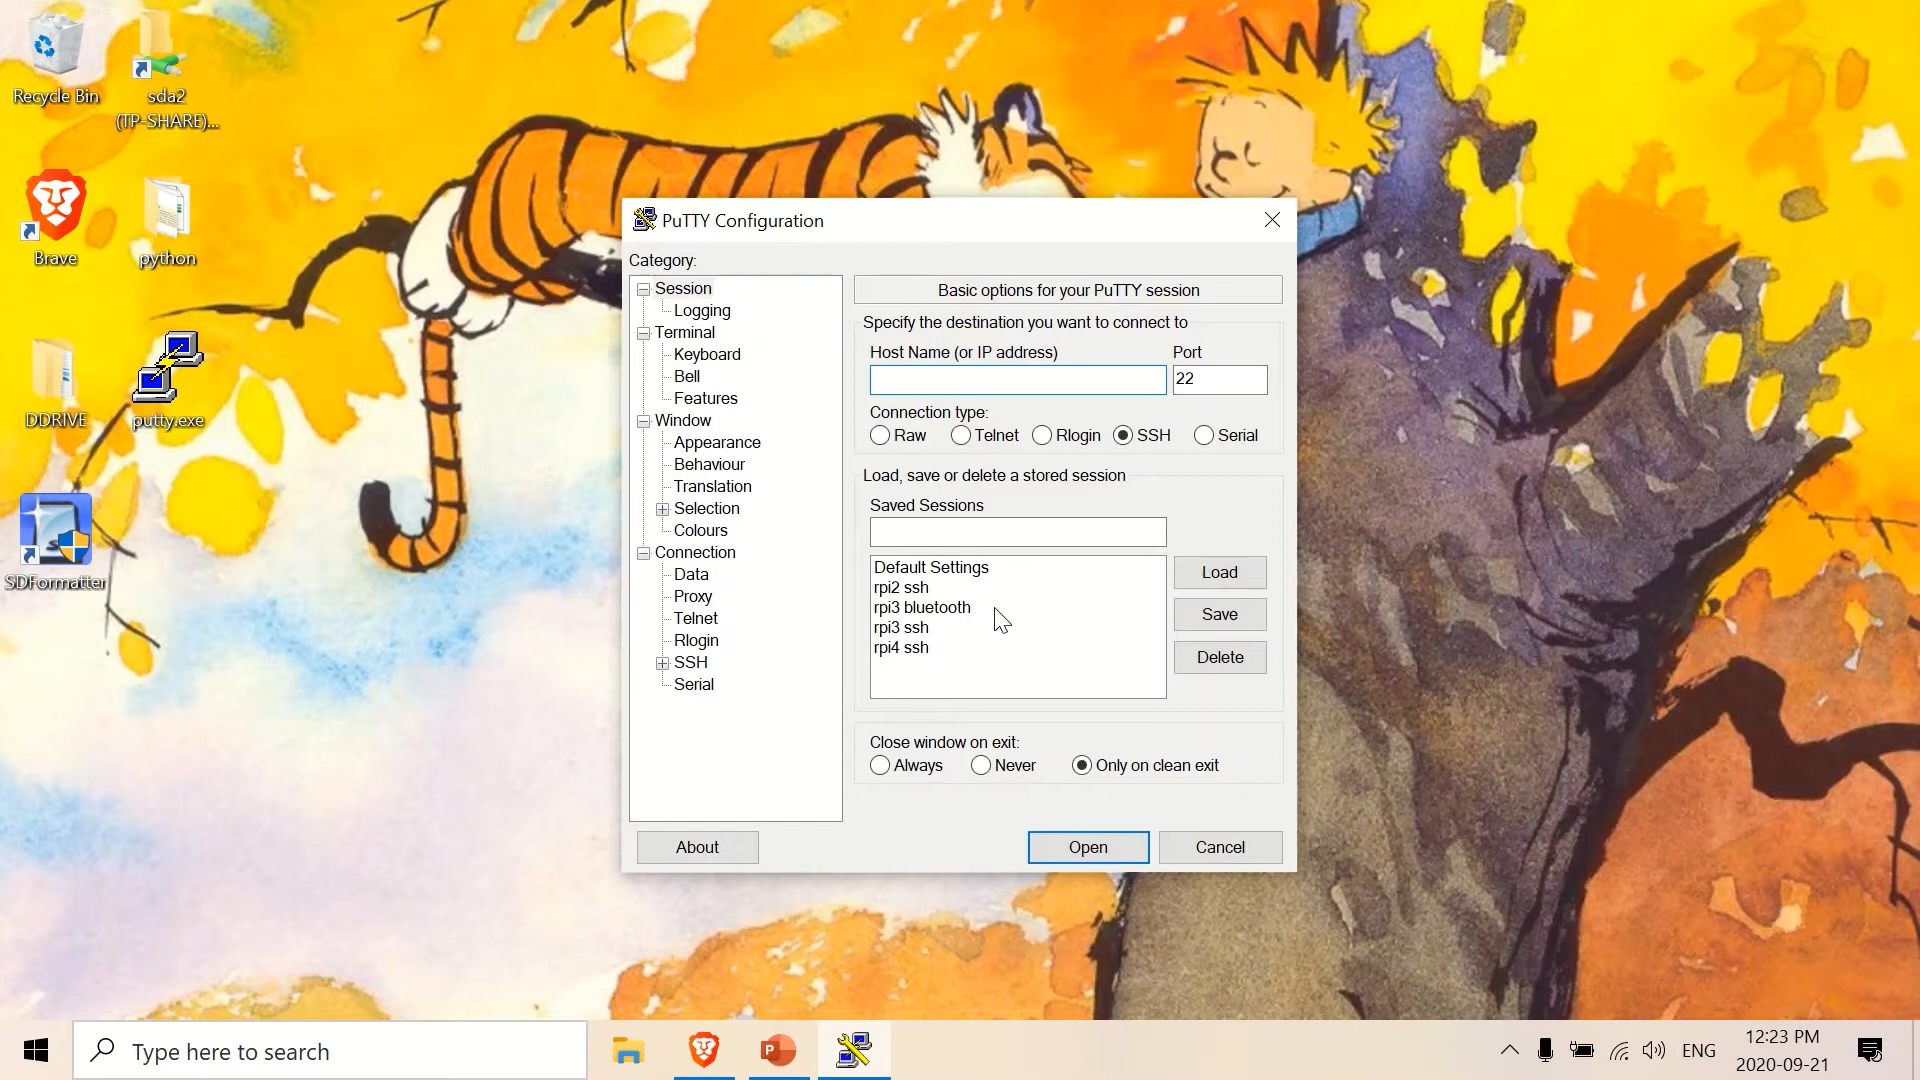 Recycle Bin
sda2
(TP-SHARE)...
Brave
python
DDRIVE
putty.exe
SDFormatter
PuTTY Configuration
Category:
Session
Logging
Terminal
Keyboard
Bell
Features
Window
Appearance
Behaviour
Translation
Selection
Colours
Connection
Data
Proxy
Telnet
Rlogin
SSH
Serial
Basic options for your PuTTY session
Specify the destination you want to connect to
Host Name (or IP address) Port
22
Connection type:
Raw Telnet Rlogin SSH Serial
Load, save or delete a stored session
Saved Sessions
Default Settings
rpi2 ssh
rpi3 bluetooth
rpi3 ssh
rpi4 ssh
Load
Save
Delete
Close window on exit:
Always Never Only on clean exit
About Open Cancel
Type here to search
P
ENG
12:23 PM
2020-09-21